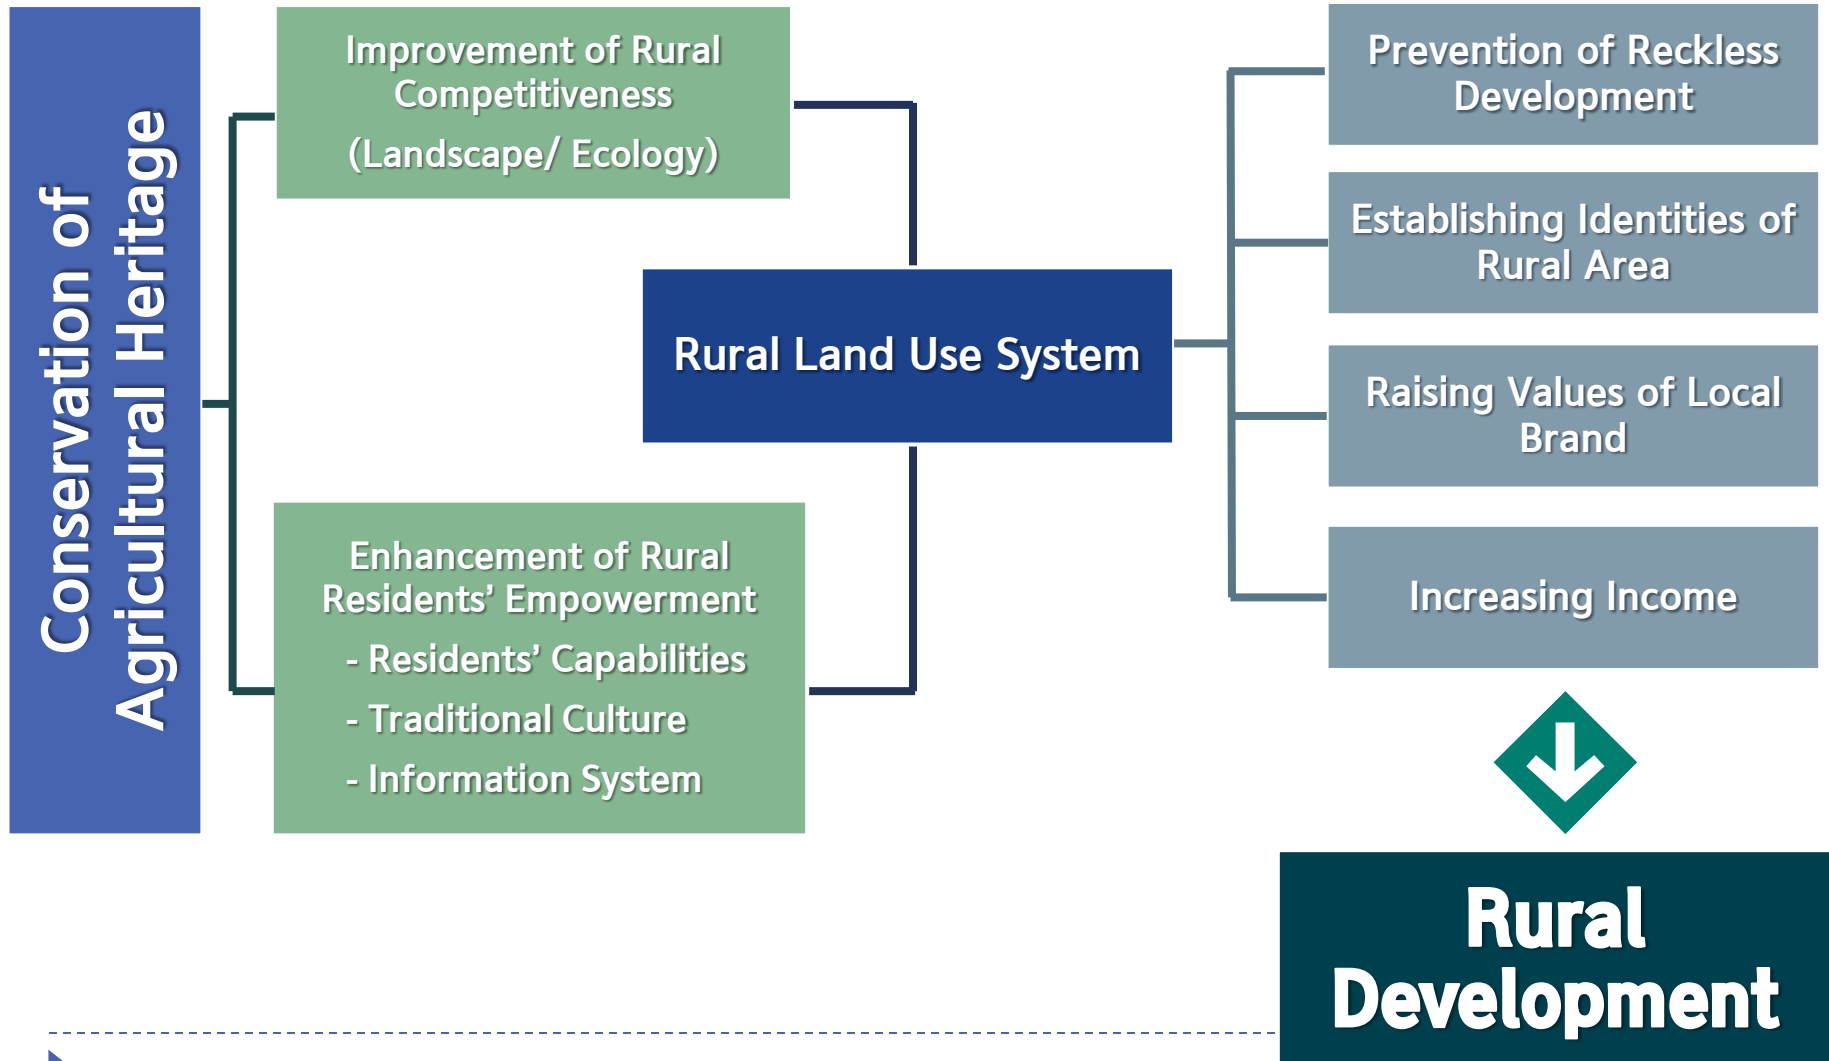 Conservation of
Agricultural Heritage
Improvement of Rural
Competitiveness
(Landscape/ Ecology)
Enhancement of Rural
Residents’ Empowerment
- Residents’ Capabilities
- Traditional Culture
- Information System
Rural Land Use System
Prevention of Reckless
Development
Establishing Identities of
Rural Area
Raising Values of Local
Brand
Increasing Income
Rural
Development